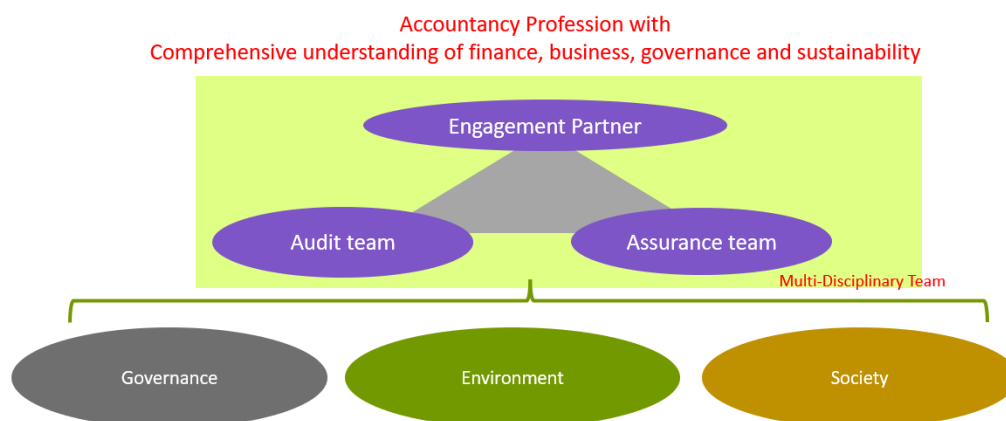 Accountancy Profession with
Comprehensive understanding of finance, business, governance and sustainability
Engagement Partner
Audit team
Assurance team
Multi-Disciplinary Team
Governance
Environment
Society